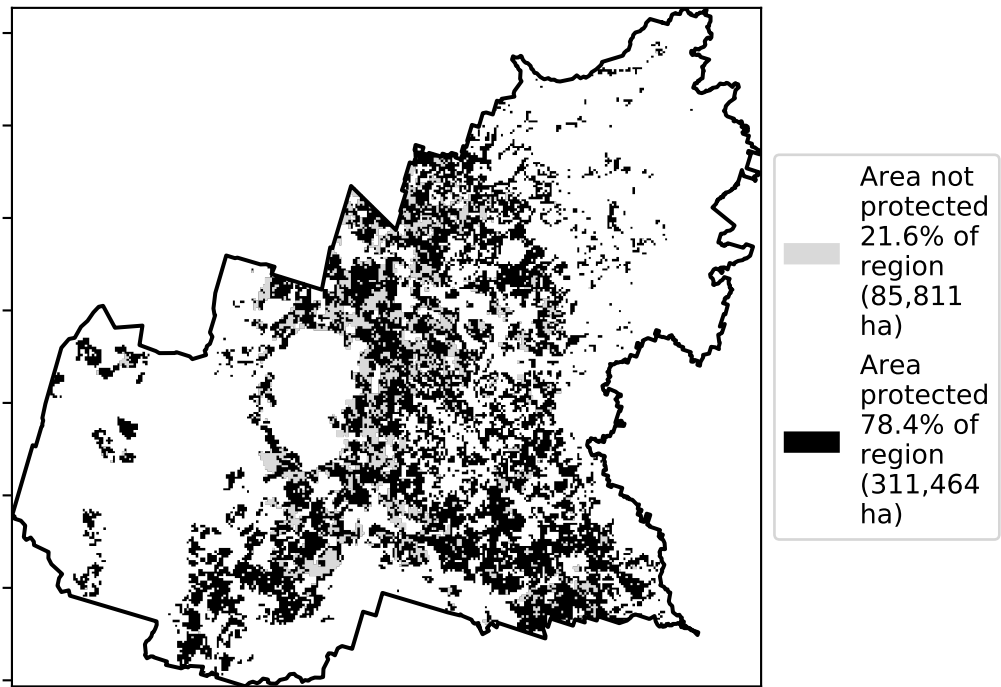 Area not
protected
21.6% of
region
(85,811
ha)
Area
protected
78.4% of
region
(311,464
ha)